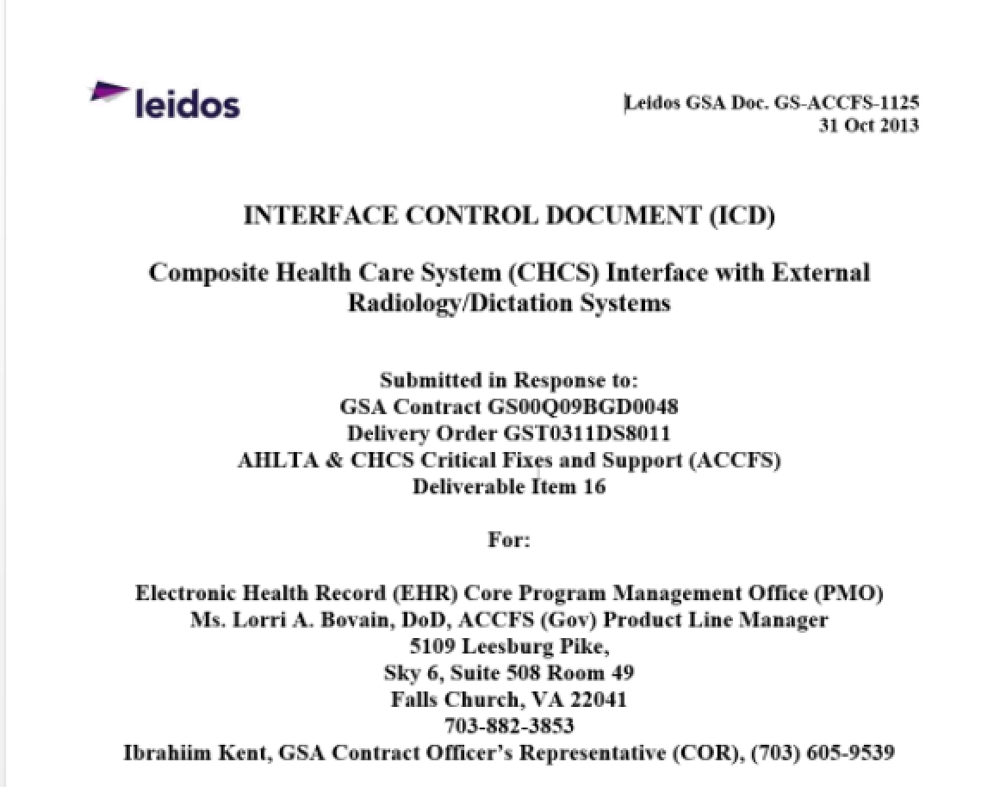 leidos
Leidos GSA Doc. GS-ACCFS-1125
31 Oct 2013
INTERFACE CONTROL DOCUMENT (ICD)
Composite Health Care System (CHCS) Interface with External
Radiology/Dictation Systems
Submitted in Response to:
GSA Contract GS00Q09BGD0048
Delivery Order GST0311DS8011
AHLTA & CHCS Critical Fixes and Support (ACCFS)
Deliverable Item 16
For:
Electronic Health Record (EHR) Core Program Management Office (PMO)
Ms. Lorri A. Bovain, DoD, ACCFS (Gov) Product Line Manager
5109 Leesburg Pike,
Sky 6, Suite 508 Room 49
Falls Church, VA 22041
703-882-3853
Ibrahiim Kent, GSA Contract Officer’s Representative (COR), (703) 605-9539